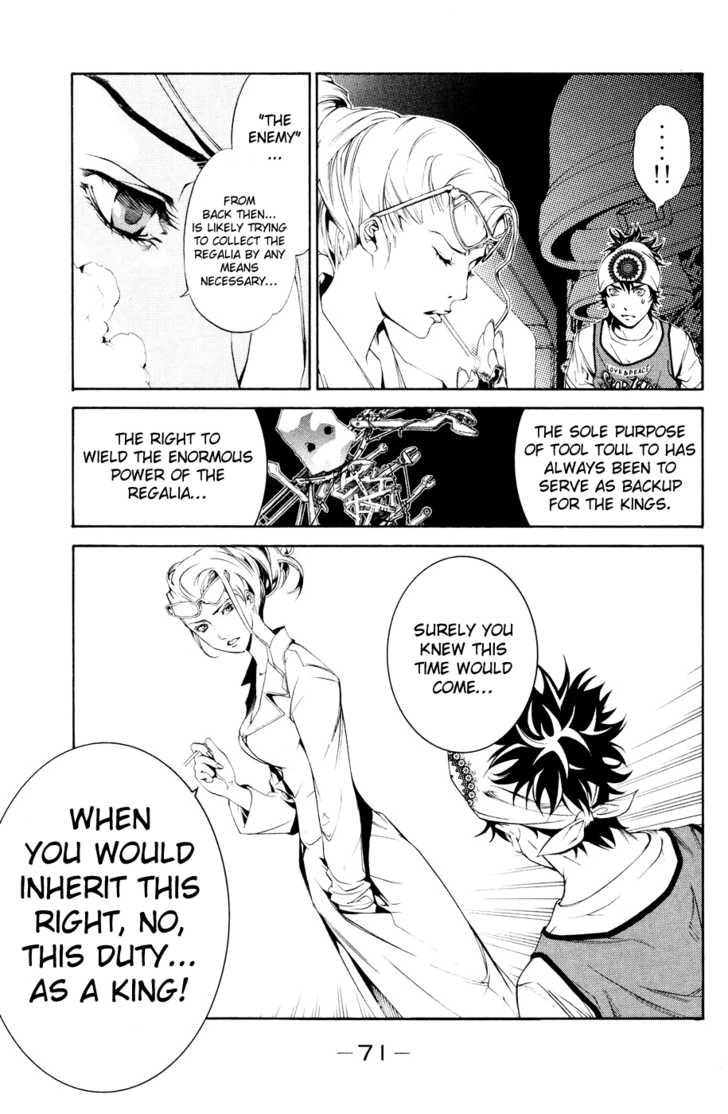 ....
!!
"THE
ENEMY"
...
FROM
BACK THEN...
IS LIKELY TRYING
TO COLLECT THE
REGALIA BY ANY
MEANS
NECESSARY...
LOVE & PEACE
THE SOLE PURPOSE
OF TOOL TOUL TO HAS
ALWAYS BEEN TO
SERVE AS BACKUP
FOR THE KINGS.
THE RIGHT TO
WIELD THE ENORMOUS
POWER OF THE
REGALIA...
SURELY YOU
KNEW THIS
TIME WOULD
COME...
WHEN
YOU WOULD
INHERIT THIS
RIGHT, NO,
THIS DUTY...
AS A KING!
— 71 —